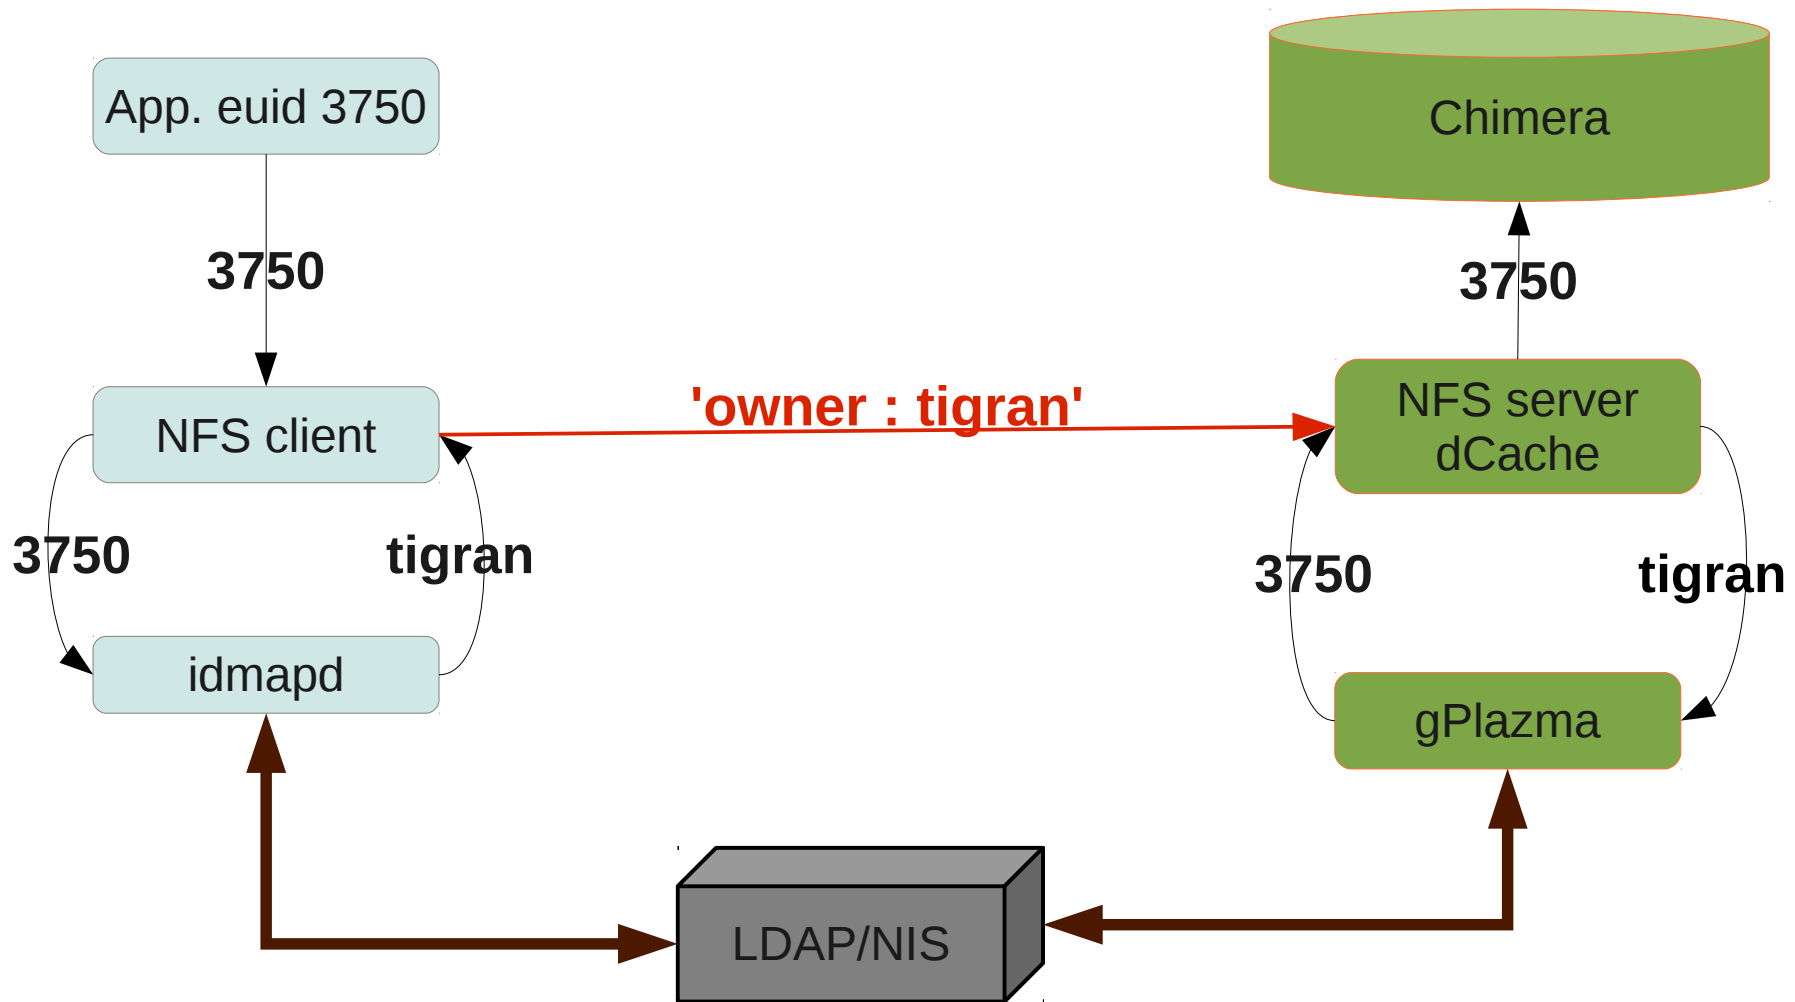 App. euid 3750
Chimera
3750
3750
'owner : tigran'
NFS client
NFS server
dCache
3750
tigran
3750
tigran
idmapd
gPlazma
LDAP/NIS